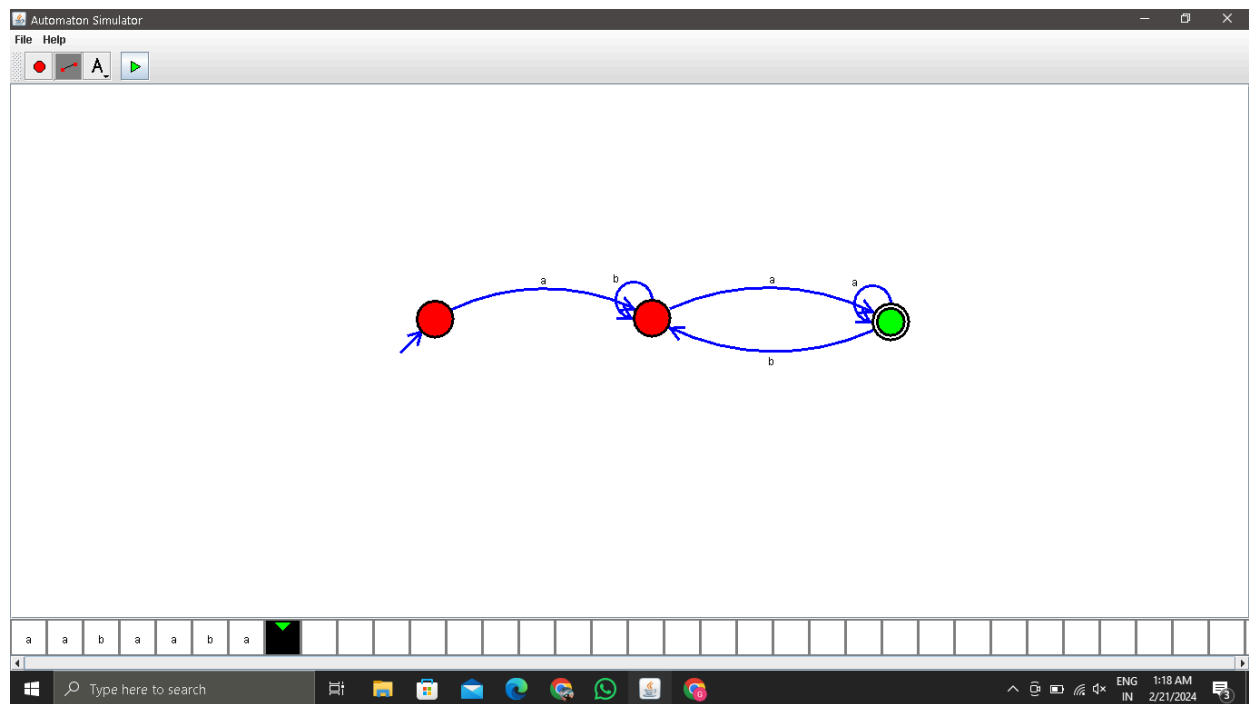 Automaton Simulator
File Help
A
a
b
a
a
b
a a b a a b a
Type here to search
ENG 1:18 AM
IN 2/21/2024
3